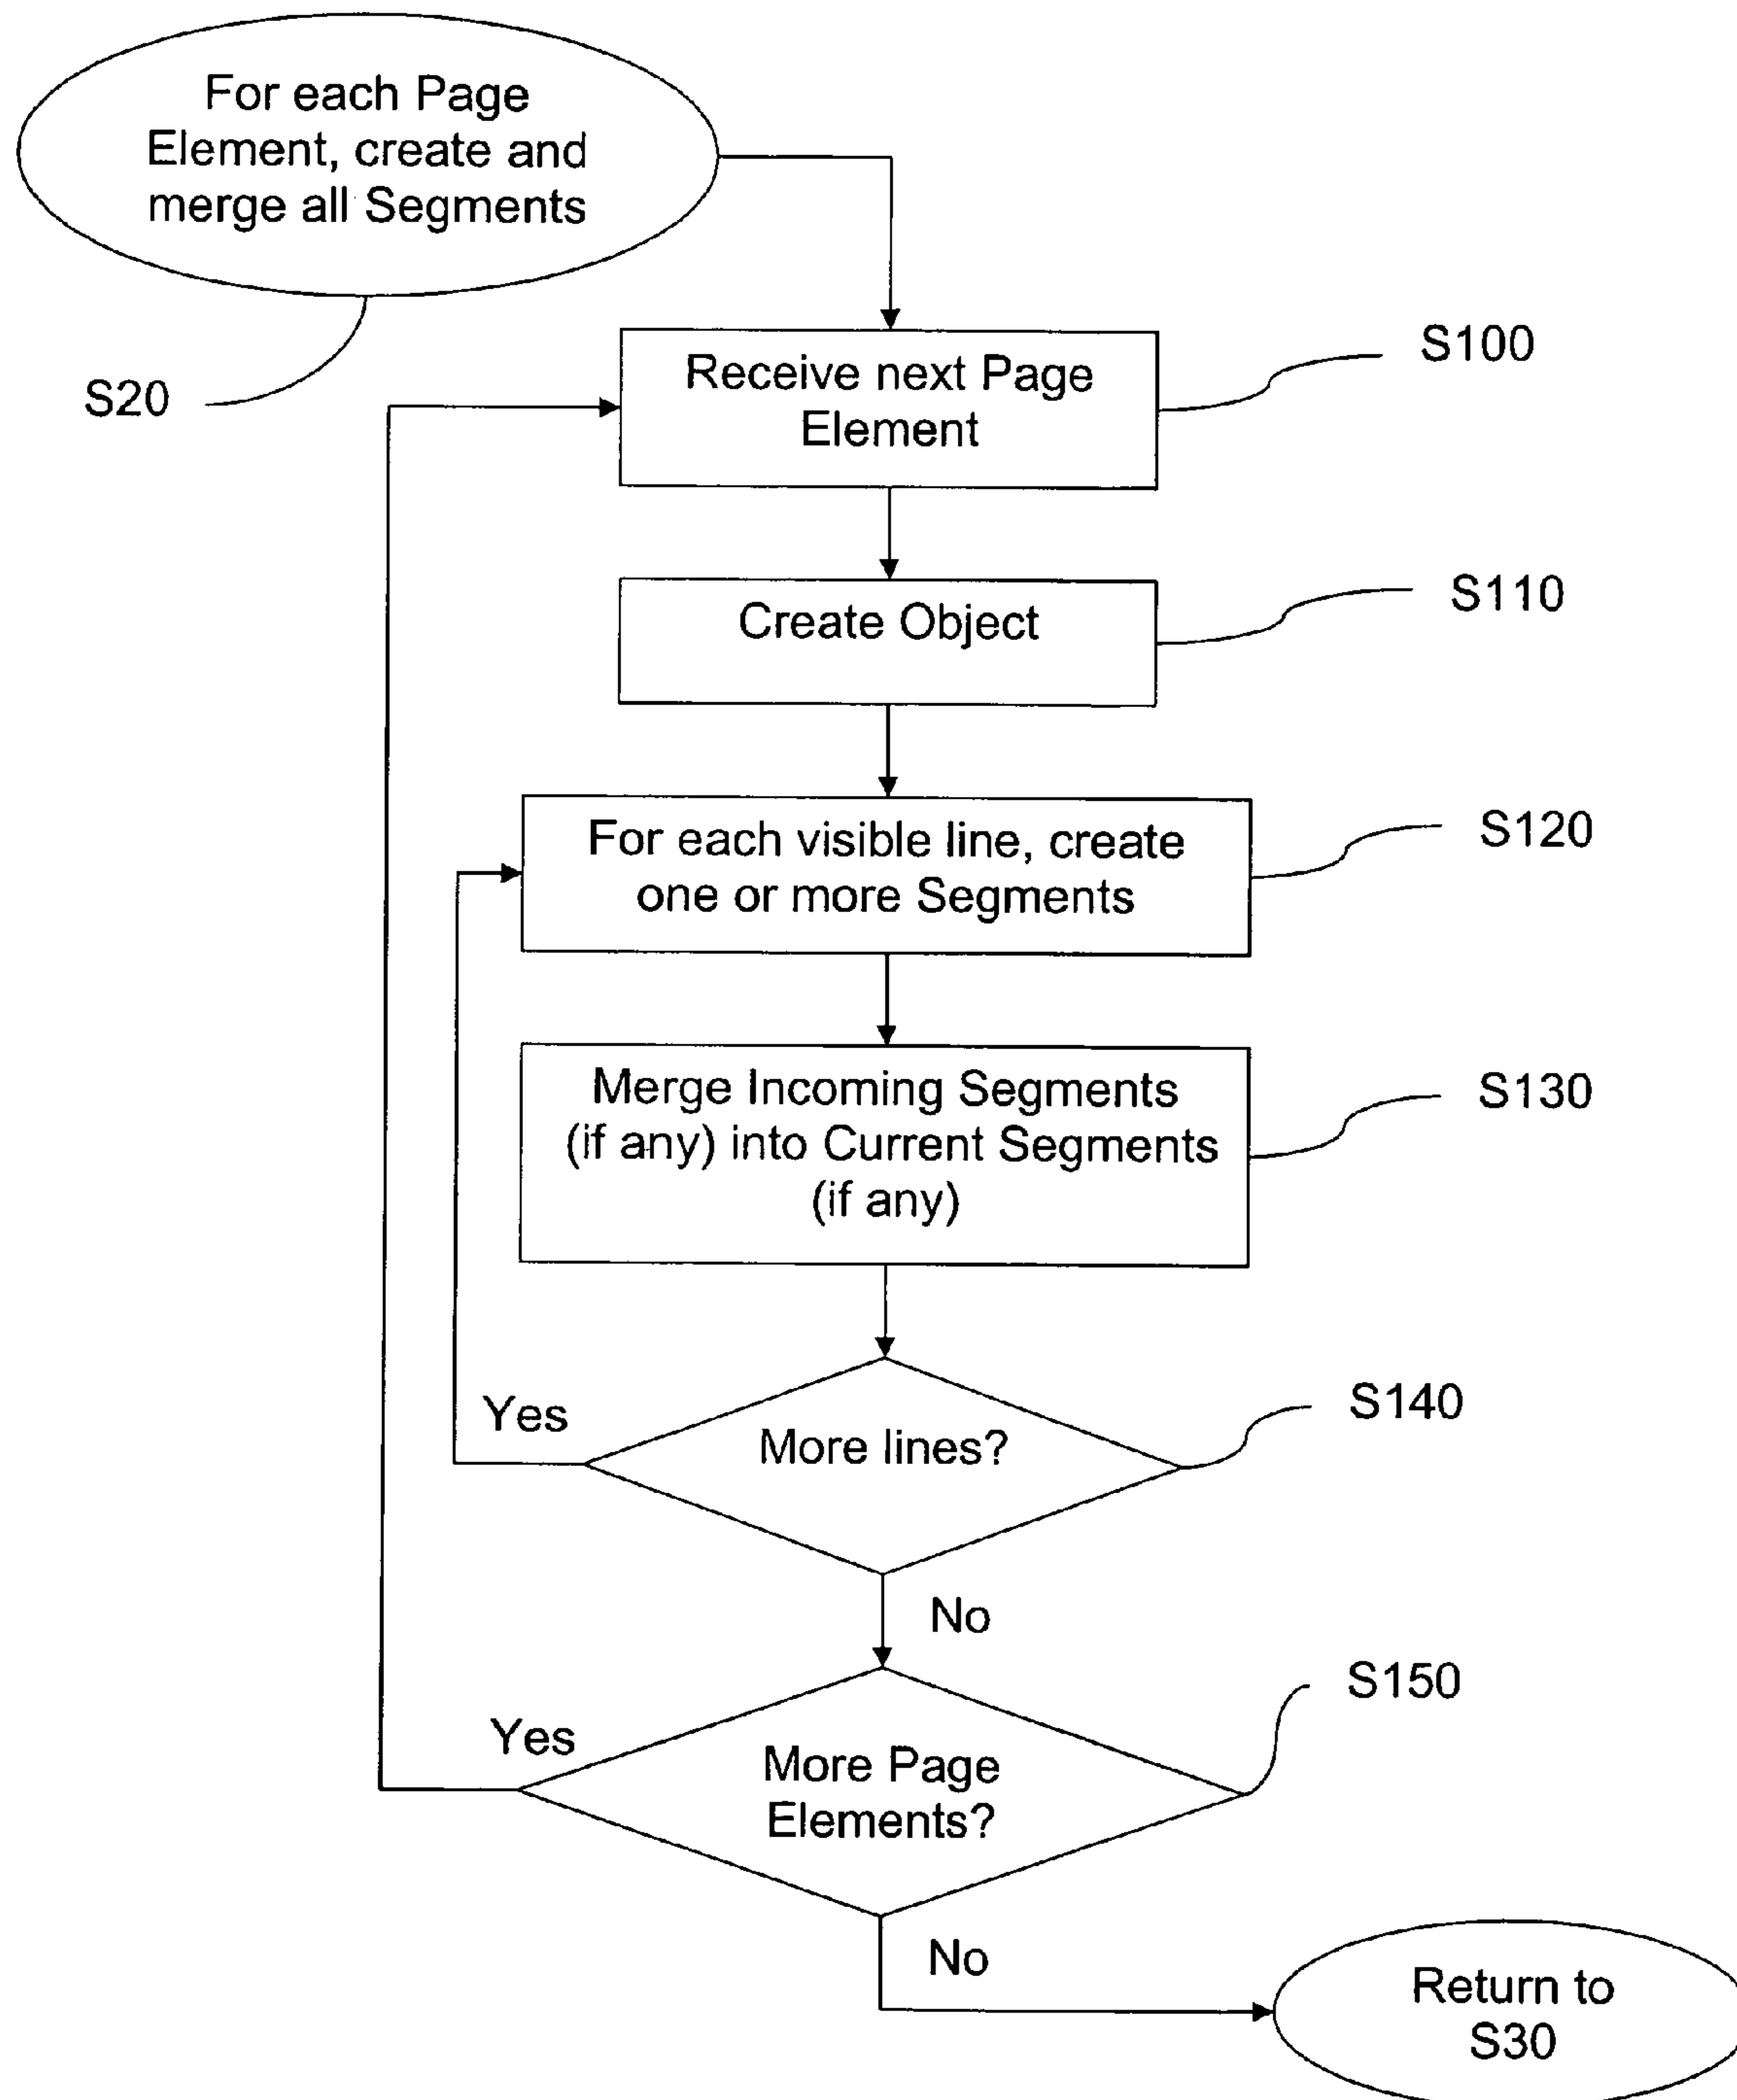 For each Page
Element, create and
merge all Segments
S20
Receive next Page
Element
S100
Create Object
S110
For each visible line, create
one or more Segments
S120
Merge Incoming Segments
(if any) into Current Segments
(if any)
S130
More lines?
S140
Yes
No
More Page
Elements?
S150
Yes
No
Return to
S30